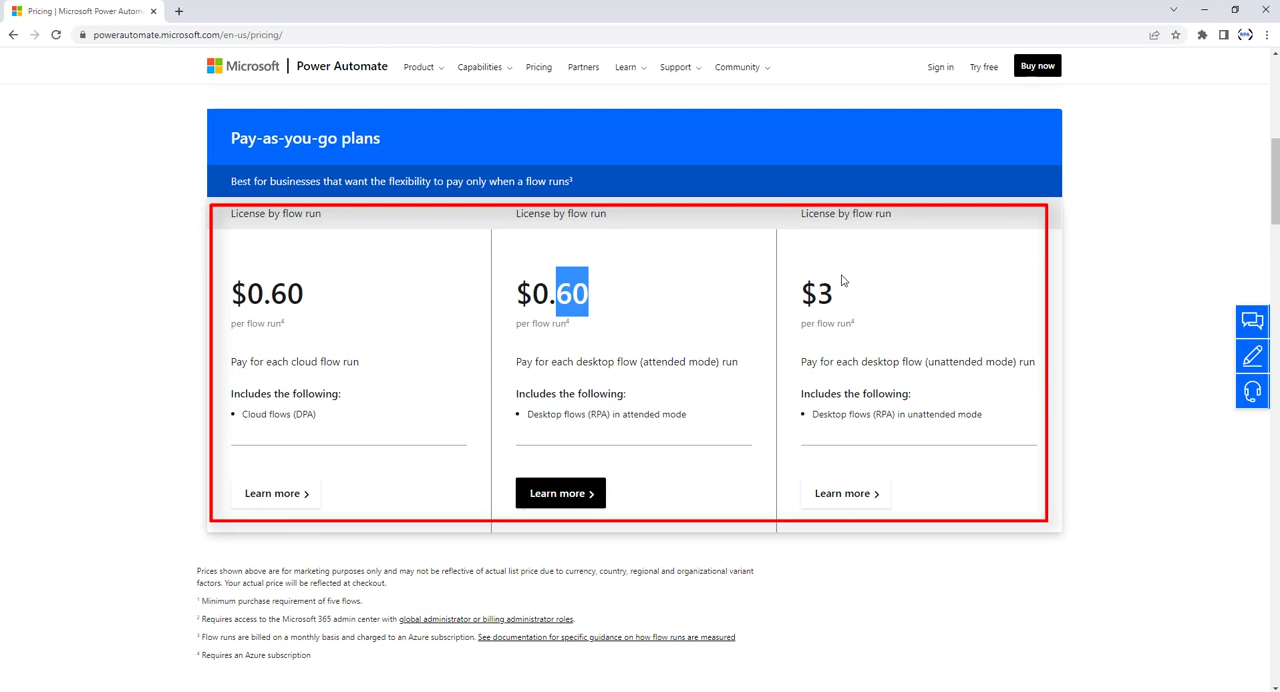 Pricing | Microsoft Power Autom
powerautomate.microsoft.com/en-us/pricing/
Microsoft | Power Automate Product Capabilities Pricing Partners Learn Support Community Sign in Try free Buy now
Pay-as-you-go plans
Best for businesses that want the flexibility to pay only when a flow runs³
License by flow run
$0.60
per flow run⁴
Pay for each cloud flow run
Includes the following:
• Cloud flows (DPA)
Learn more
License by flow run
$0.60
per flow run⁴
Pay for each desktop flow (attended mode) run
Includes the following:
• Desktop flows (RPA) in attended mode
Learn more
License by flow run
$3
per flow run⁴
Pay for each desktop flow (unattended mode) run
Includes the following:
• Desktop flows (RPA) in unattended mode
Learn more
Prices shown above are for marketing purposes only and may not be reflective of actual list price due to currency, country, regional and organizational variant
factors. Your actual price will be reflected at checkout.
¹ Minimum purchase requirement of five flows.
² Requires access to the Microsoft 365 admin center with global administrator or billing administrator roles.
³ Flow runs are billed on a monthly basis and charged to an Azure subscription. See documentation for specific guidance on how flow runs are measured
⁴ Requires an Azure subscription